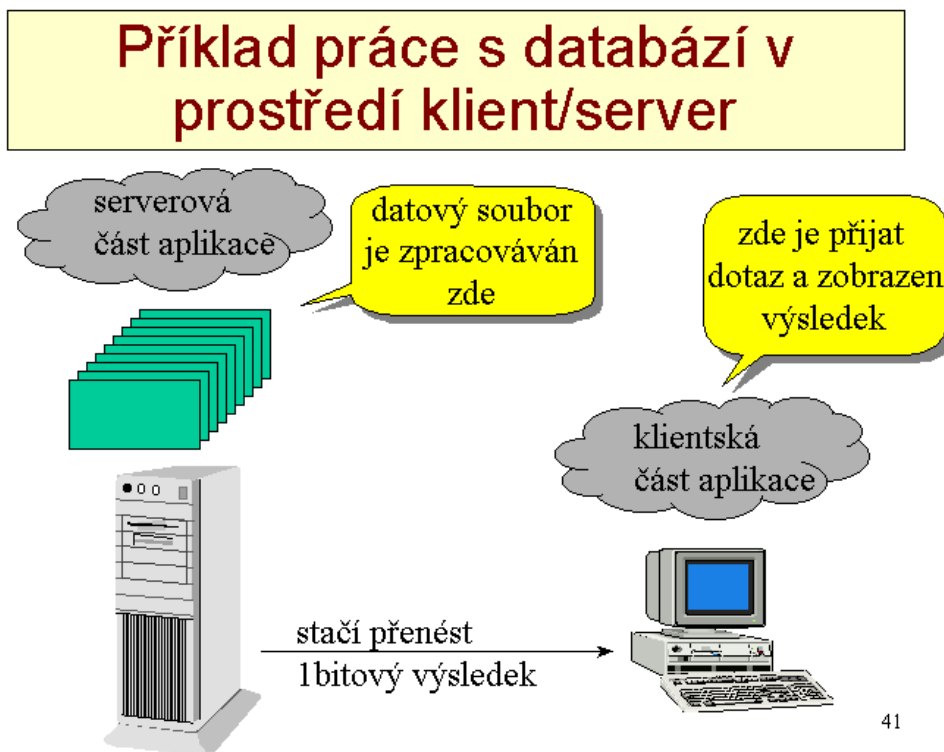 Příklad práce s databází v
prostředí klient/server
serverová
část aplikace
datový soubor
je zpracováván
zde
zde je přijat
dotaz a zobrazen
výsledek
klientská
část aplikace
stačí přenést
1bitový výsledek
41